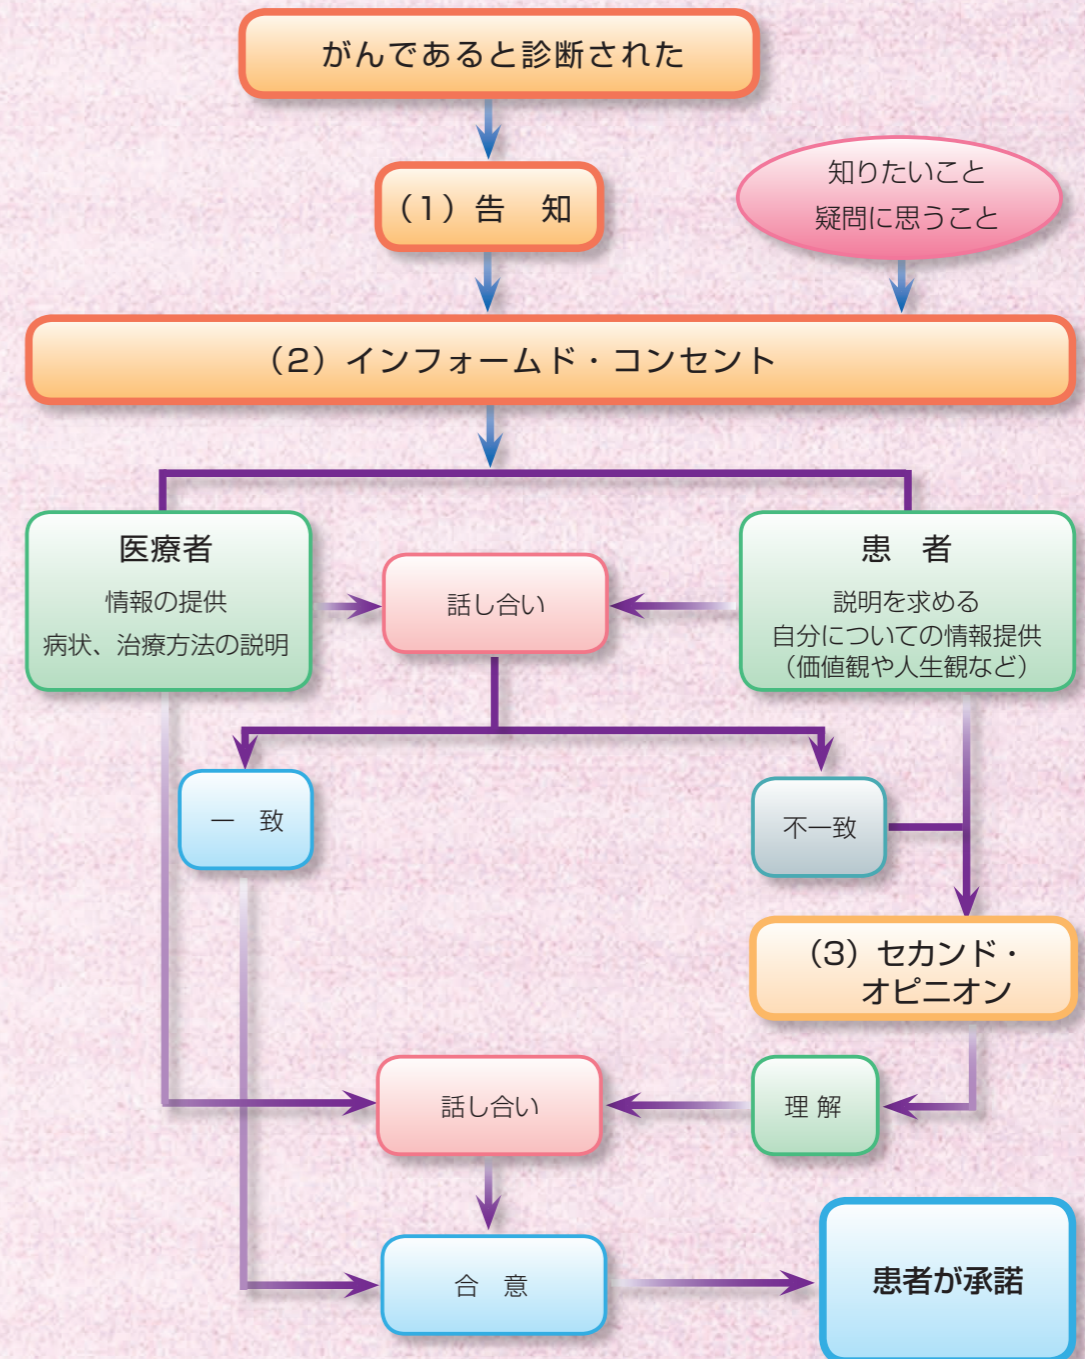 がんであると診断された
(1)告　知
知りたいこと
疑問に思うこと
(2)インフォームド・コンセント
医療者
情報の提供
病状、治療方法の説明
話し合い
患　者
説明を求める
自分についての情報提供
(価値観や人生観など)
一　致
不一致
(3)セカンド・
オピニオン
話し合い
理 解
合　意
患者が承諾